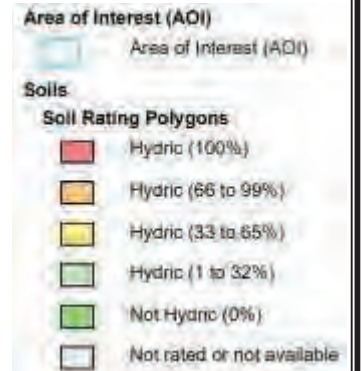 Area of Interest (AOI)
Area of Interest (AOI)
Soils
Soil Rating Polygons
Hydric (100%)
Hydric (66 to 99%)
Hydric (33 to 65%)
Hydric (1 to 32%)
Not Hydric (0%)
Not rated or not available